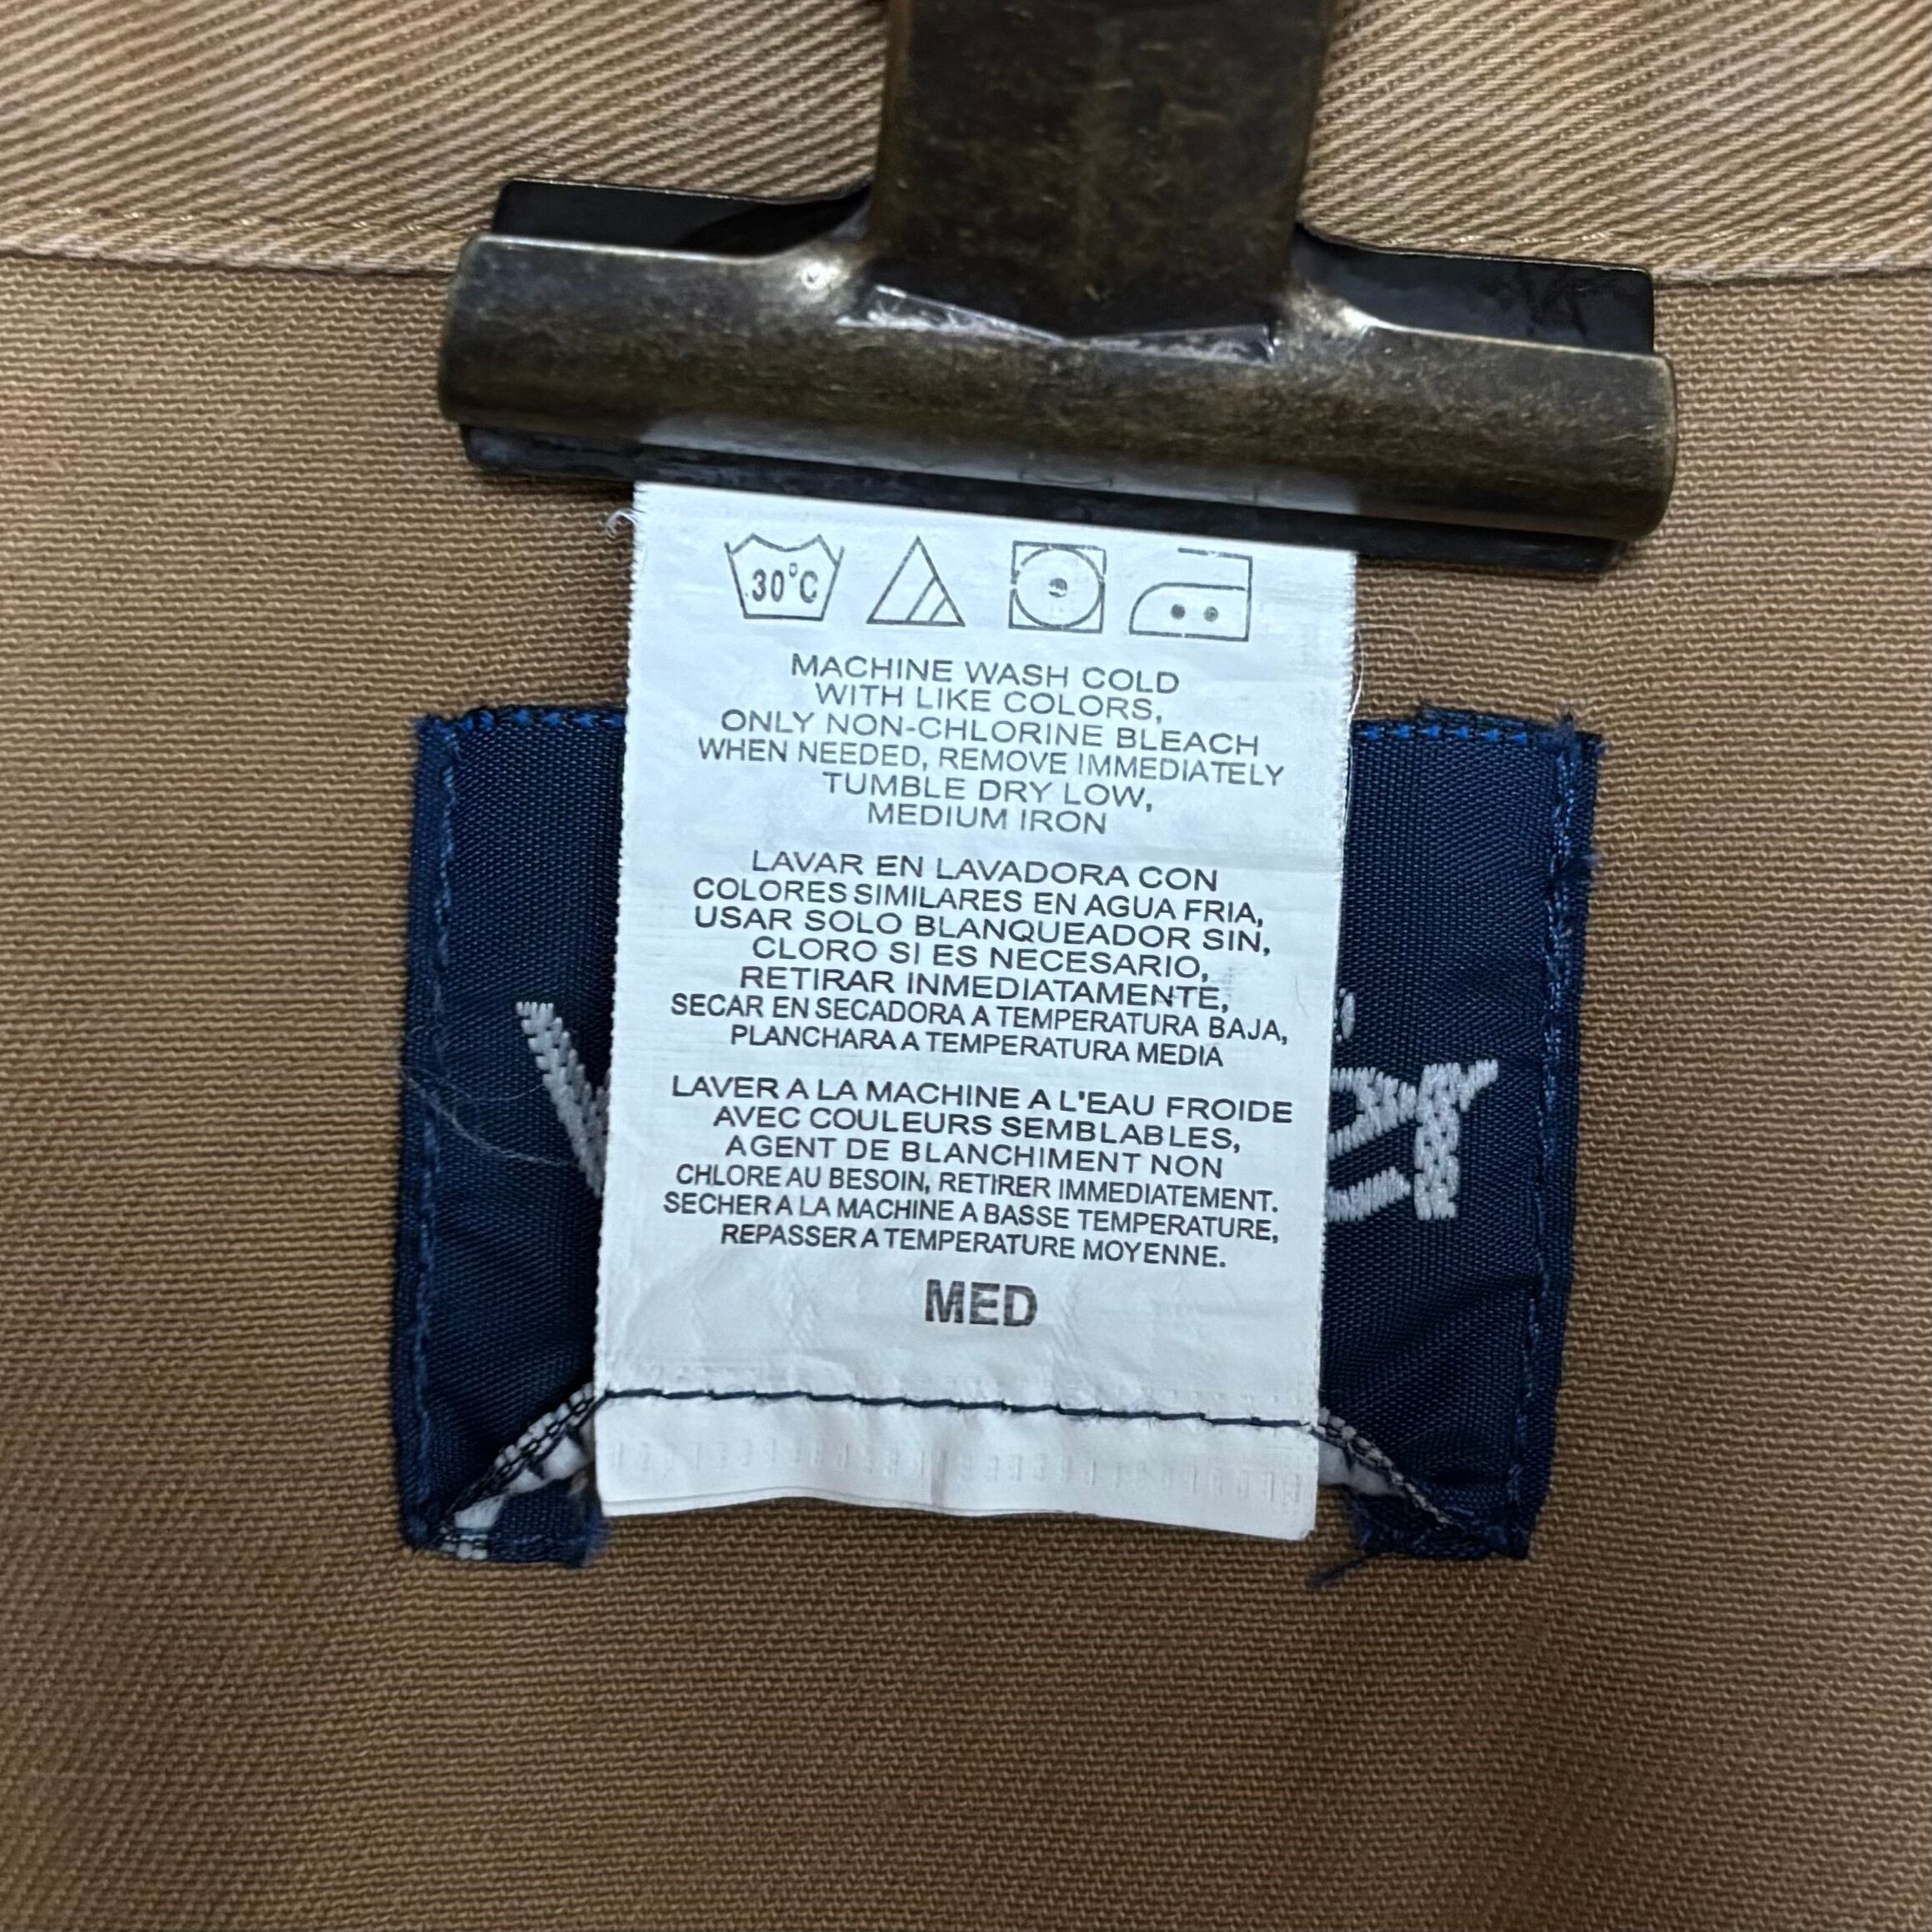 30°C
MACHINE WASH COLD
WITH LIKE COLORS,
ONLY NON-CHLORINE BLEACH
WHEN NEEDED, REMOVE IMMEDIATELY
TUMBLE DRY LOW,
MEDIUM IRON
LAVAR EN LAVADORA CON
COLORES SIMILARES EN AGUA FRIA,
USAR SOLO BLANQUEADOR SIN,
CLORO SI ES NECESARIO,
RETIRAR INMEDIATAMENTE,
SECAR EN SECADORA A TEMPERATURA BAJA,
PLANCHARA A TEMPERATURA MEDIA
LAVER A LA MACHINE A L'EAU FROIDE
AVEC COULEURS SEMBLABLES,
AGENT DE BLANCHIMENT NON
CHLORE AU BESOIN, RETIRER IMMEDIATEMENT.
SECHER A LA MACHINE A BASSE TEMPERATURE,
REPASSER A TEMPERATURE MOYENNE.
MED